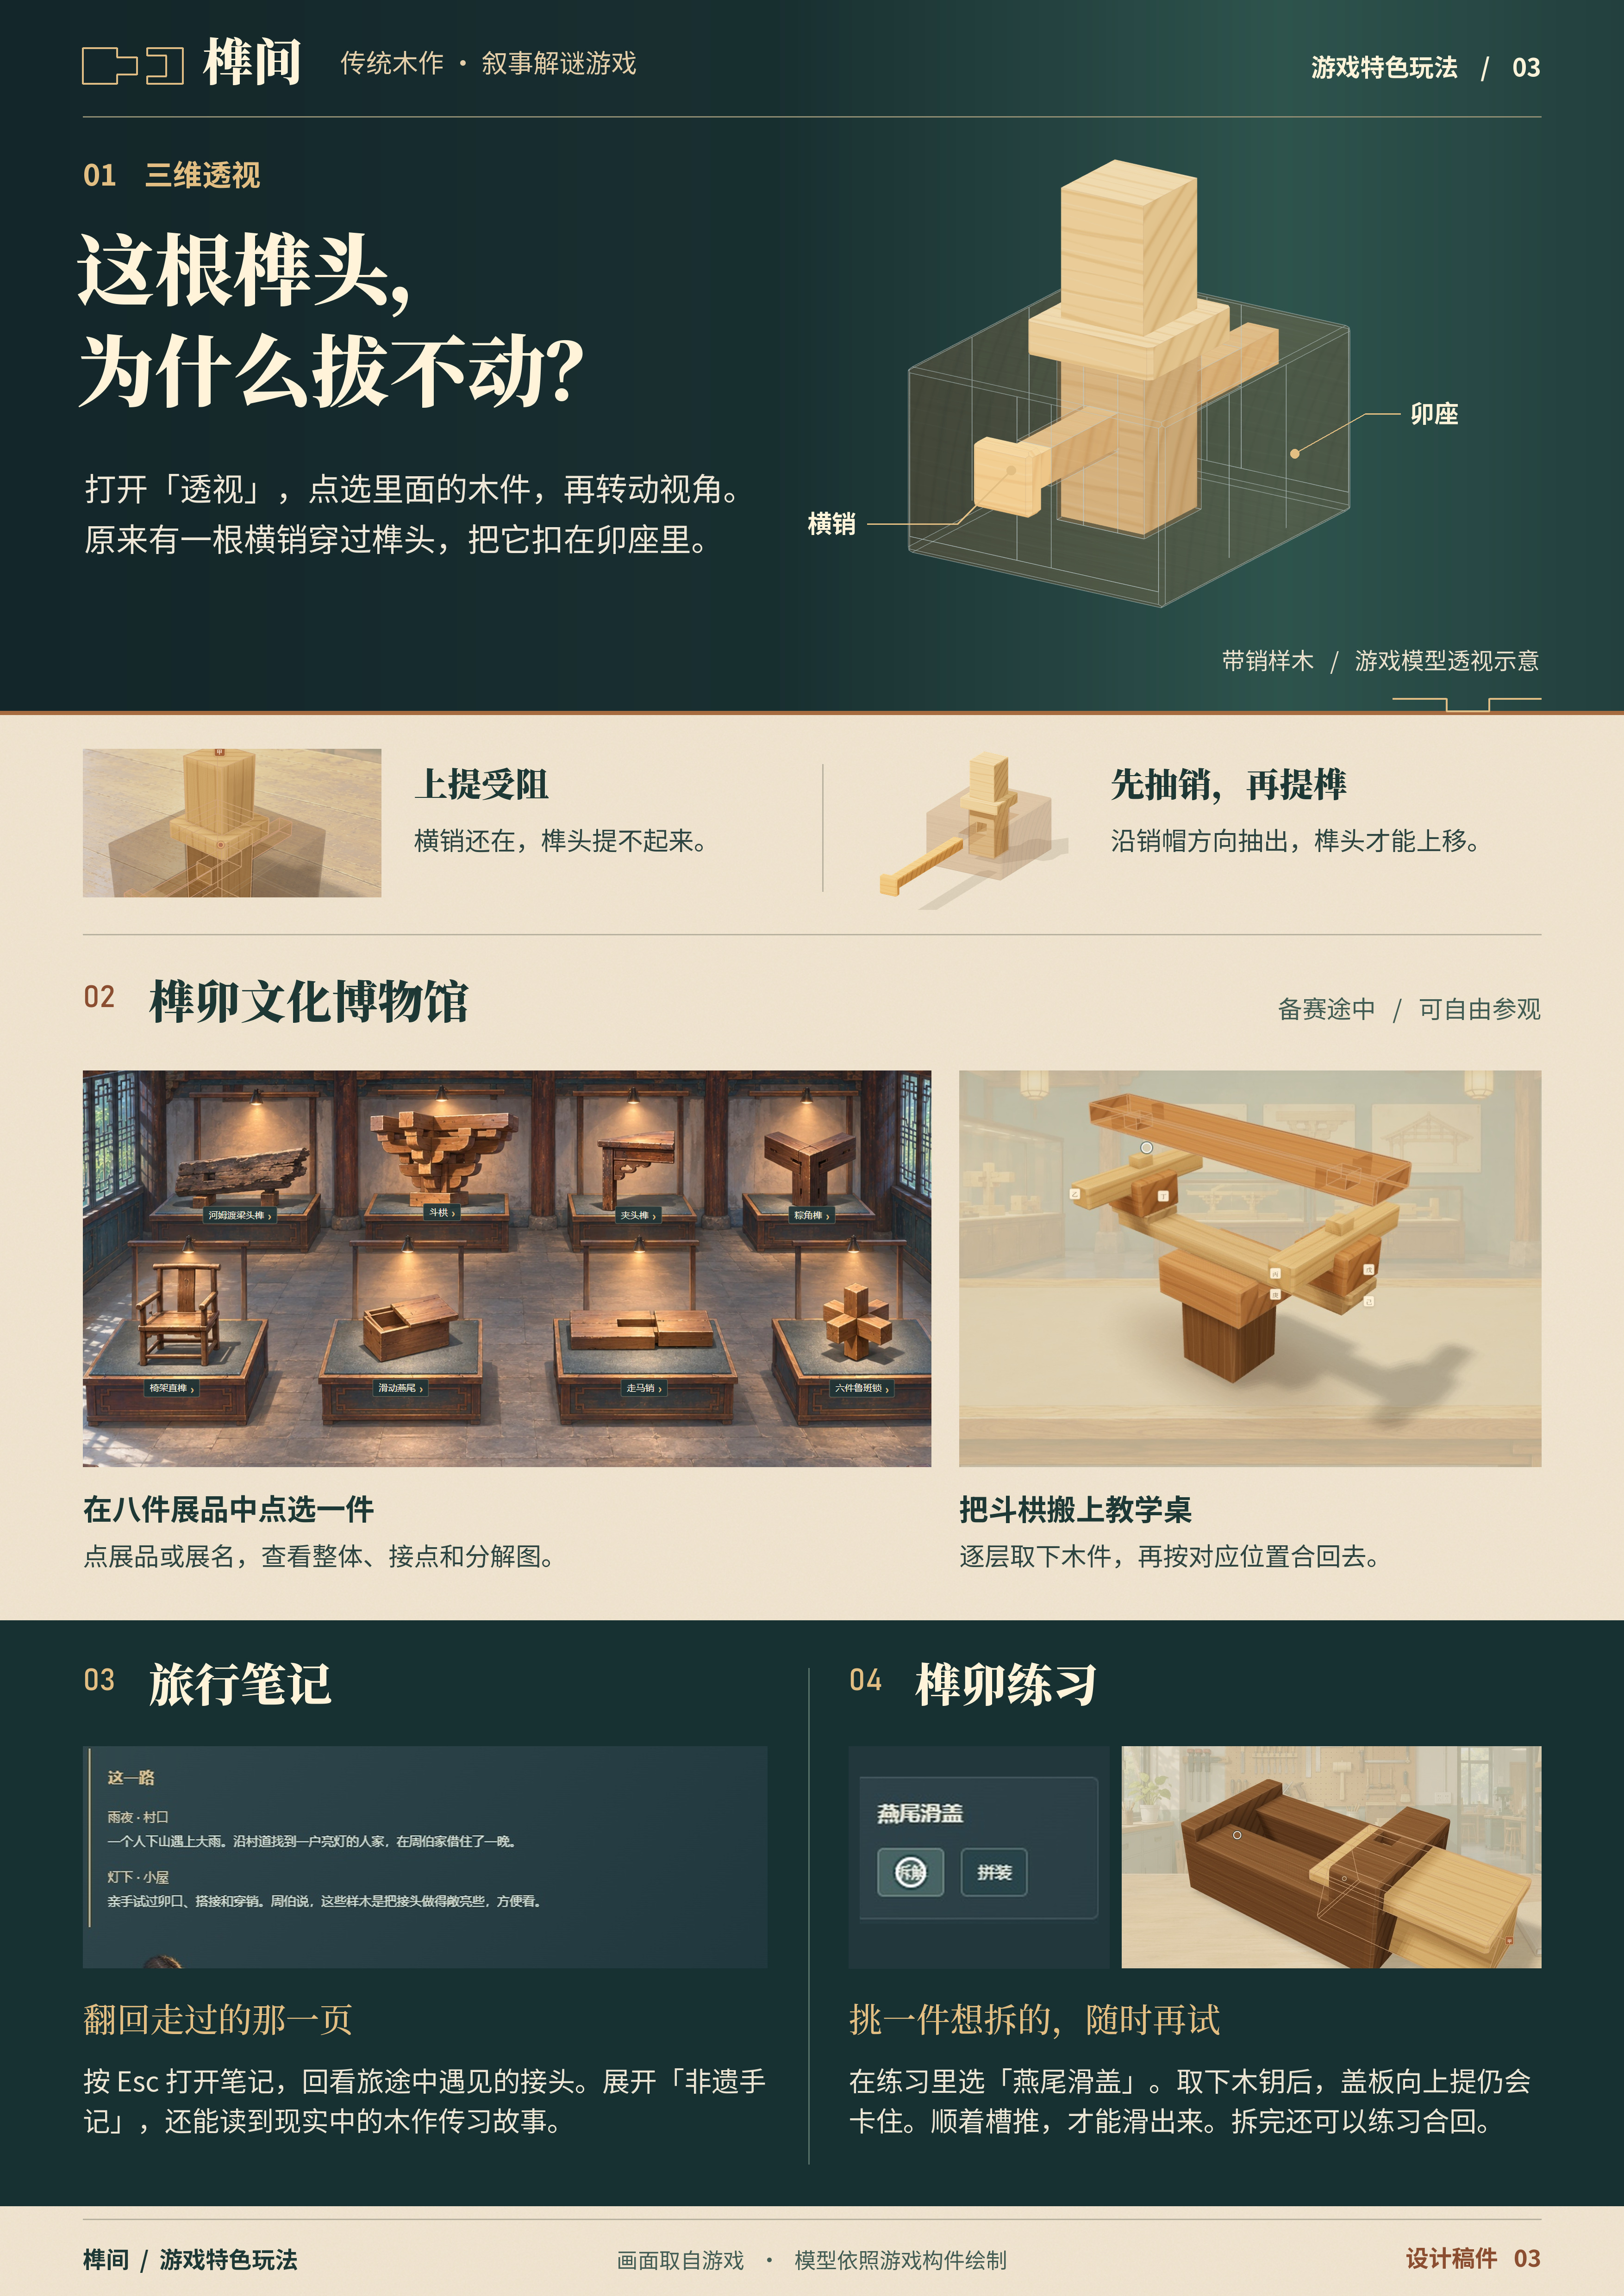 榫间
传统木作 · 叙事解谜游戏
游戏特色玩法 / 03
01 三维透视
这根榫头,
为什么拔不动?
打开「透视」，点选里面的木件，再转动视角。
原来有一根横销穿过榫头，把它扣在卯座里。
卯座
横销
带销样木 / 游戏模型透视示意
上提受阻
横销还在，榫头提不起来。
先抽销，再提榫
沿销帽方向抽出，榫头才能上移。
02 榫卯文化博物馆
备赛途中 / 可自由参观
河姆渡梁头榫 ›
斗栱 ›
夹头榫 ›
粽角榫 ›
椅架直榫 ›
滑动燕尾 ›
走马销 ›
六件鲁班锁 ›
乙
丁
丙
戊
己
在八件展品中点选一件
点展品或展名，查看整体、接点和分解图。
把斗栱搬上教学桌
逐层取下木件，再按对应位置合回去。
03 旅行笔记
这一路
雨夜 · 村口
一个人下山遇上大雨。沿村道找到一户亮灯的人家，在周伯家借住了一晚。
灯下 · 小屋
亲手试过卯口、搭接和穿销。周伯说，这些样木是把接头做得敞亮些，方便看。
翻回走过的那一页
按 Esc 打开笔记，回看旅途中遇见的接头。展开「非遗手
记」，还能读到现实中的木作传习故事。
04 榫卯练习
燕尾滑盖
拆解
拼装
挑一件想拆的，随时再试
在练习里选「燕尾滑盖」。取下木钥后，盖板向上提仍会
卡住。顺着槽推，才能滑出来。拆完还可以练习合回。
榫间 / 游戏特色玩法
画面取自游戏 · 模型依照游戏构件绘制
设计稿件 03